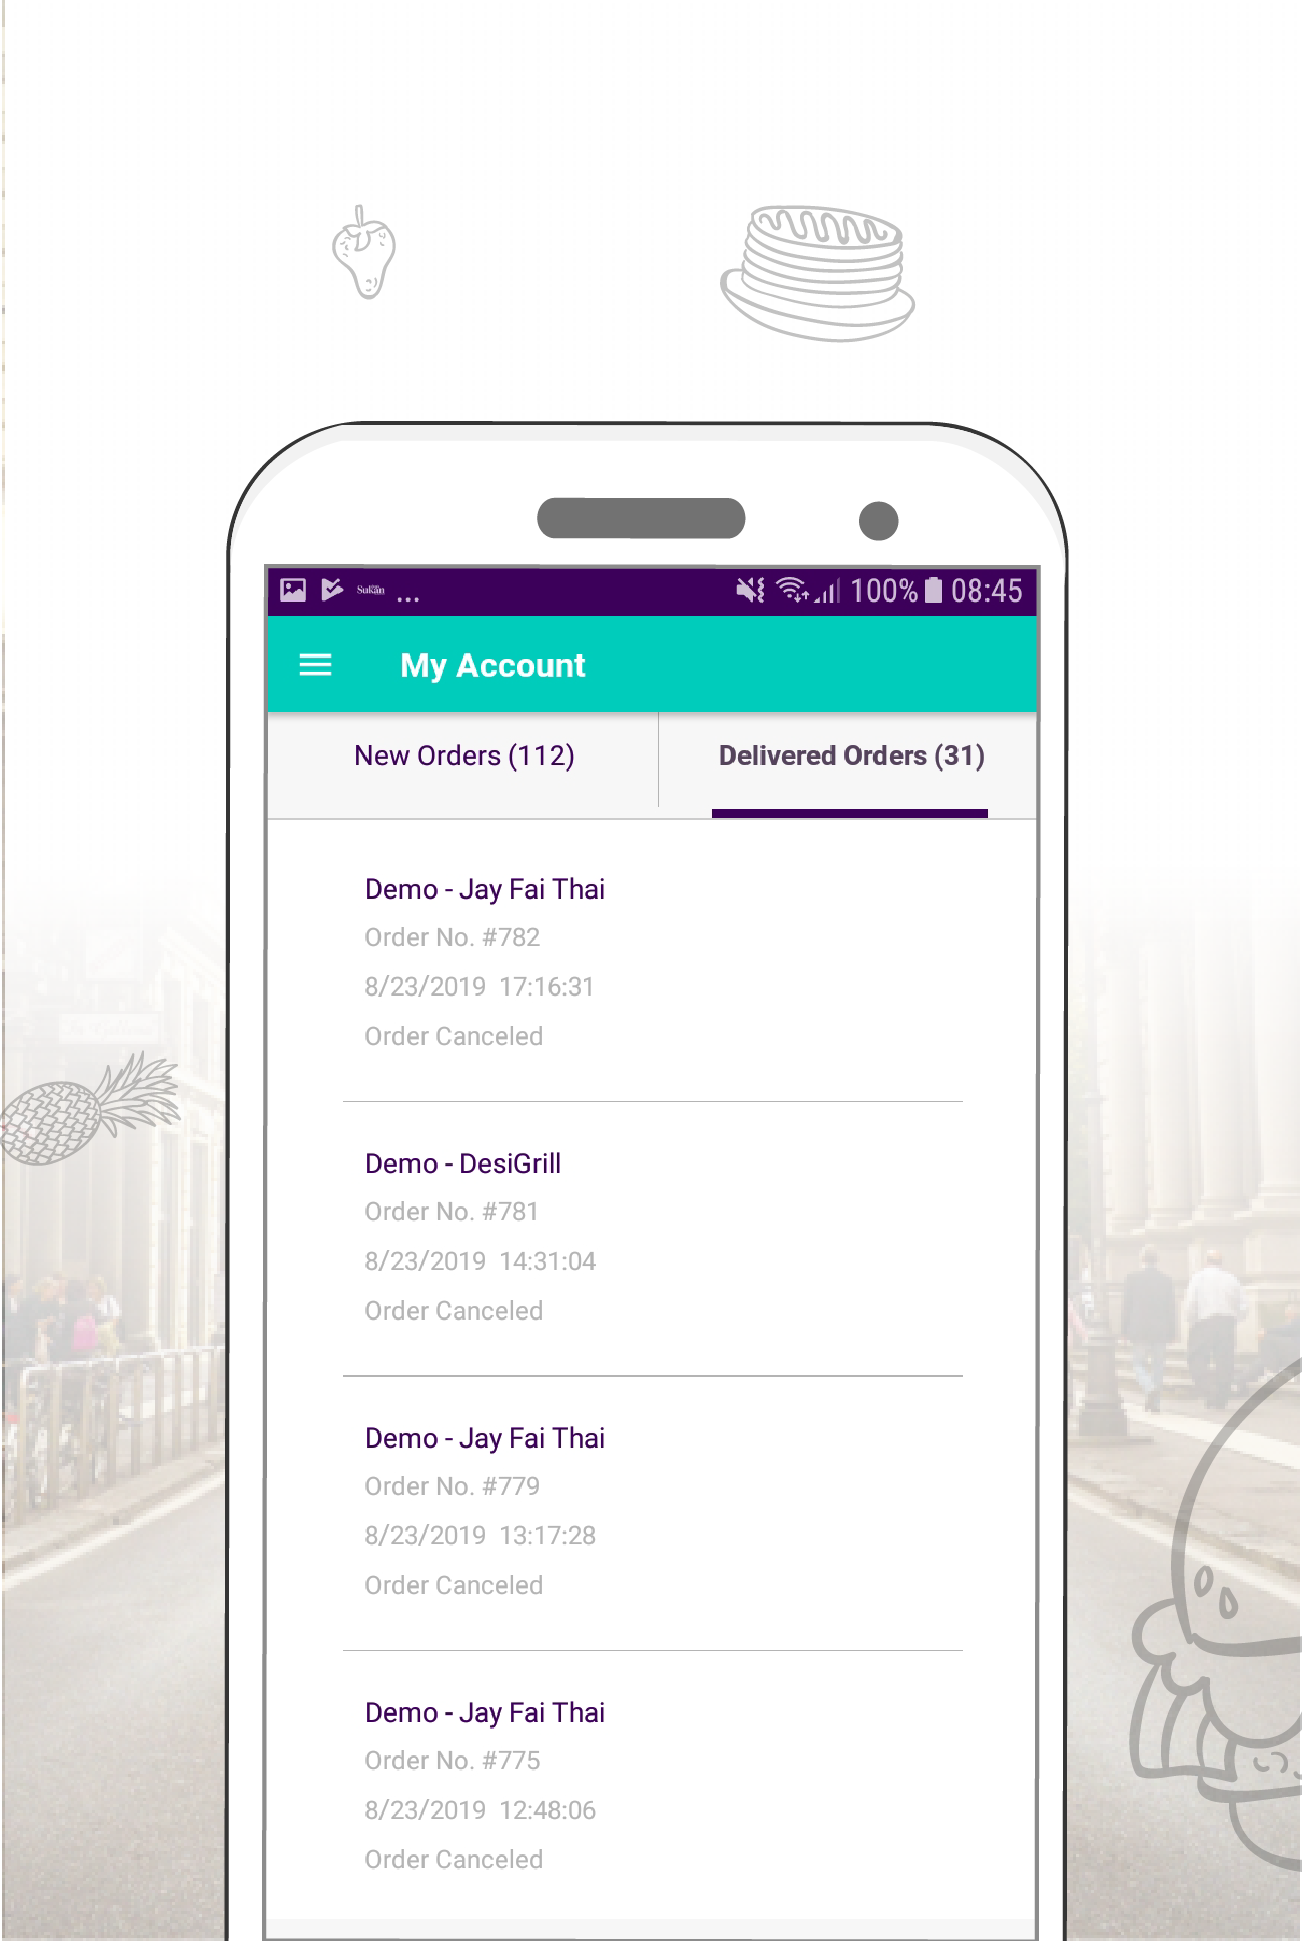 SuKan ... 100% 08:45
My Account
New Orders (112) Delivered Orders (31)
Demo - Jay Fai Thai
Order No. #782
8/23/2019 17:16:31
Order Canceled
Demo - DesiGrill
Order No. #781
8/23/2019 14:31:04
Order Canceled
Demo - Jay Fai Thai
Order No. #779
8/23/2019 13:17:28
Order Canceled
Demo - Jay Fai Thai
Order No. #775
8/23/2019 12:48:06
Order Canceled